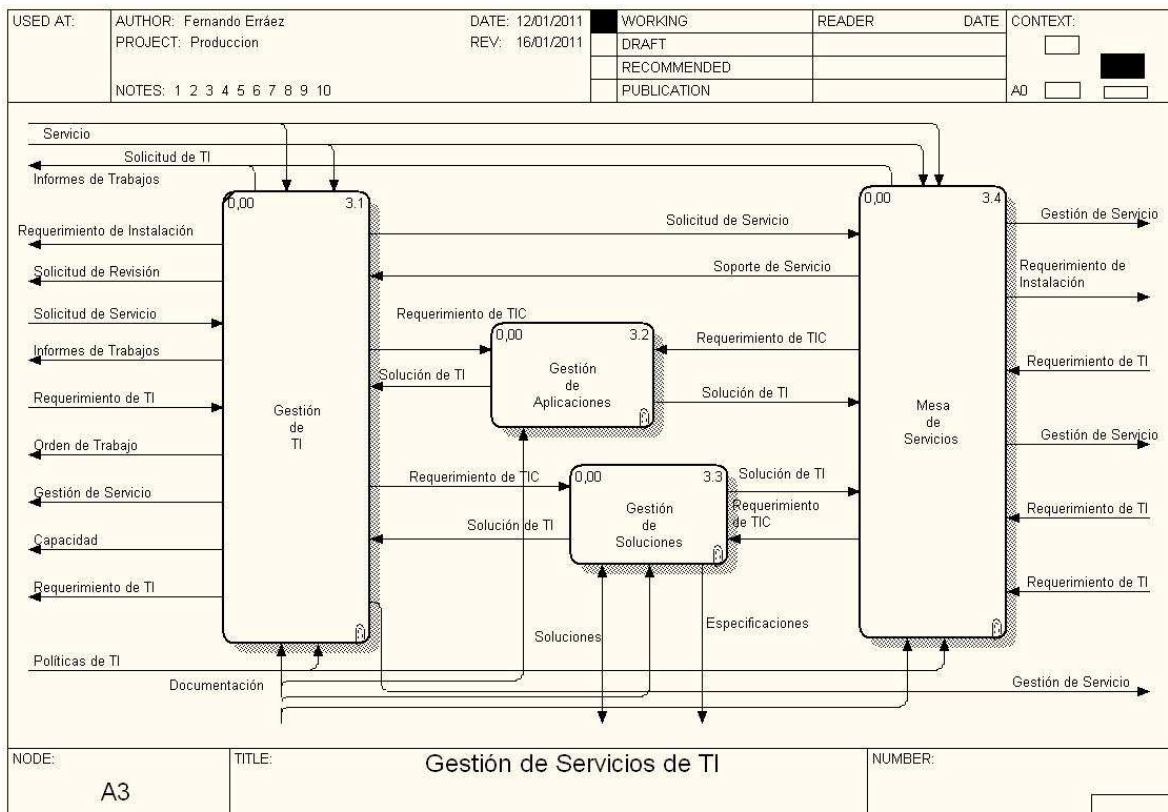 USED AT:
AUTHOR: Fernando Erráez
DATE: 12/01/2011
WORKING
READER
DATE
CONTEXT:
PROJECT: Produccion
REV: 16/01/2011
DRAFT
RECOMMENDED
NOTES: 1 2 3 4 5 6 7 8 9 10
PUBLICATION
A0
Servicio
Solicitud de TI
Informes de Trabajos
0,00
3.1
0,00
3.4
Requerimiento de Instalación
Solicitud de Servicio
Gestión de Servicio
Solicitud de Revisión
Soporte de Servicio
Requerimiento de
Instalación
Solicitud de Servicio
Requerimiento de TIC
0,00
3.2
Requerimiento de TIC
Informes de Trabajos
Gestión
de
Aplicaciones
Solución de TI
Solución de TI
Requerimiento de TI
Requerimiento de TI
Gestión
de
TI
Mesa
de
Servicios
Orden de Trabajo
Gestión de Servicio
Requerimiento de TIC
0,00
3.3
Solución de TI
Gestión de Servicio
Gestión
de
Soluciones
Requerimiento
de TIC
Requerimiento de TI
Solución de TI
Capacidad
Requerimiento de TI
Requerimiento de TI
Soluciones
Especificaciones
Políticas de TI
Documentación
Gestión de Servicio
NODE:
TITLE:
Gestión de Servicios de TI
NUMBER:
A3